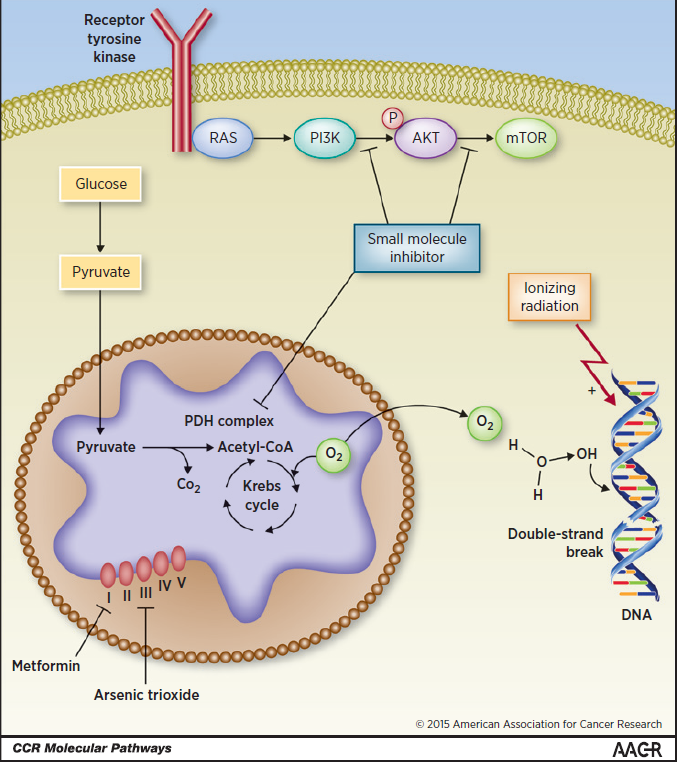 Receptor
tyrosine
kinase
RAS
PI3K
P
AKT
mTOR
Glucose
Small molecule
inhibitor
Pyruvate
Ionizing
radiation
+
PDH complex
Pyruvate
Acetyl-CoA
O2
O2
Co2
Krebs
cycle
H
O
OH
H
Double-strand
break
DNA
I II III IV V
Metformin
Arsenic trioxide
© 2015 American Association for Cancer Research
CCR Molecular Pathways
AACR